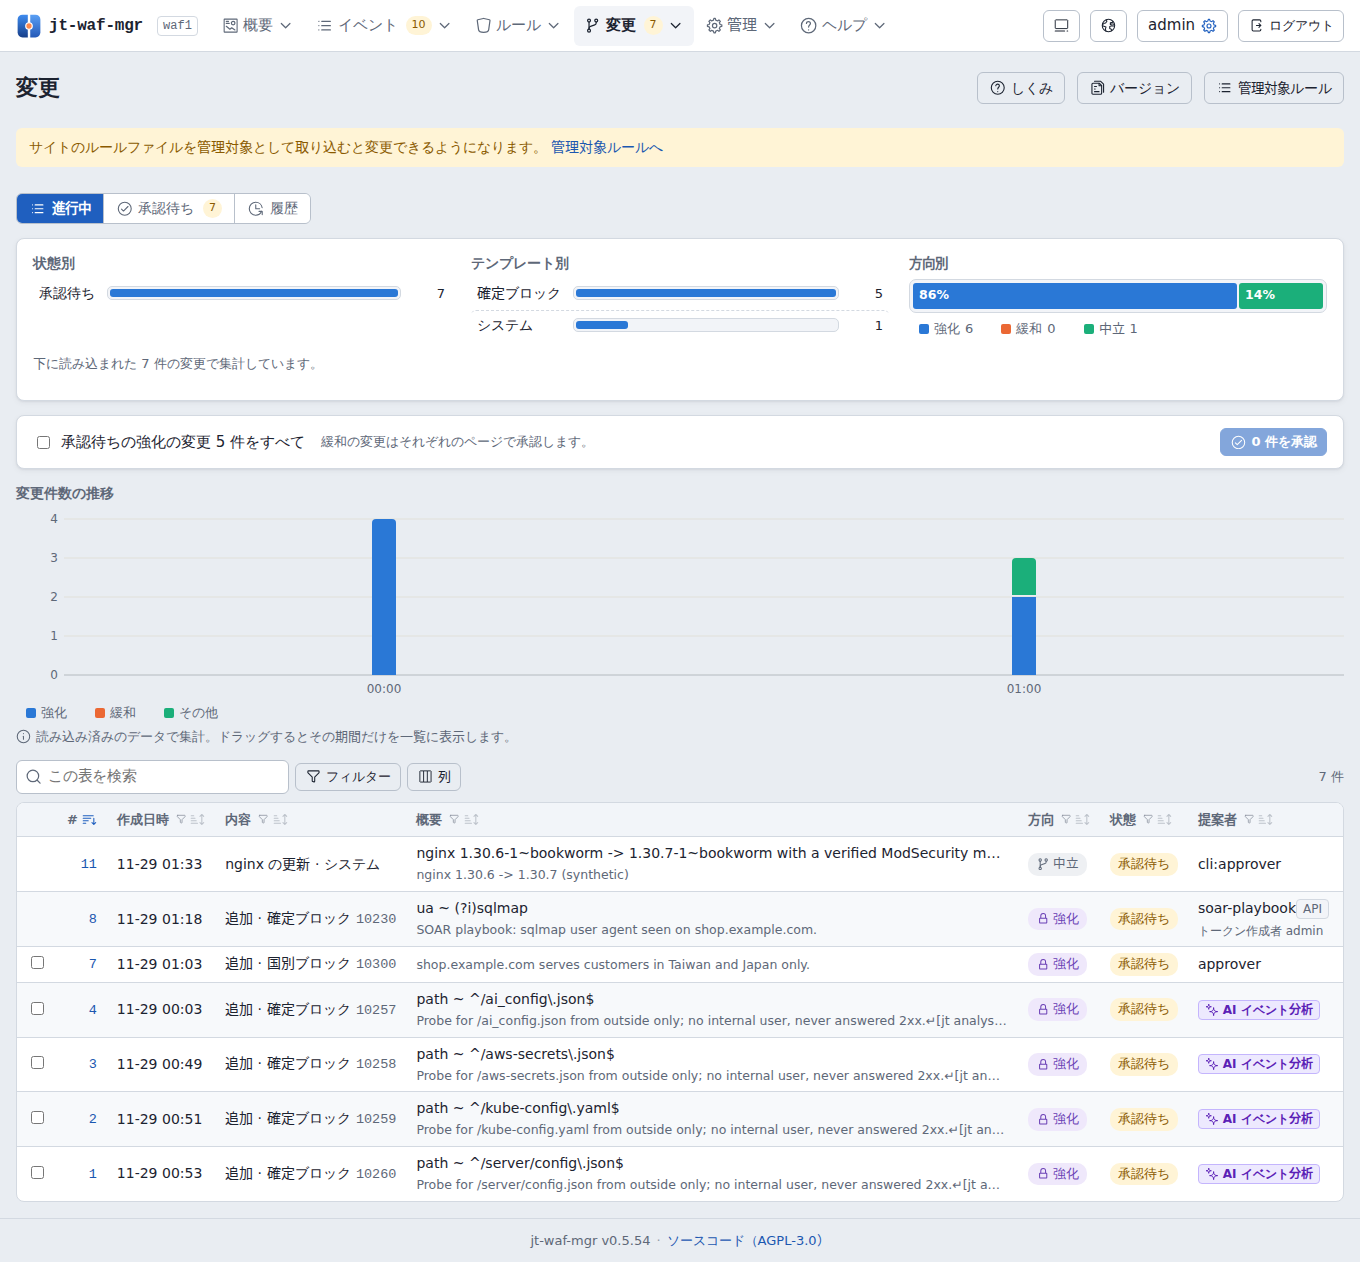 jt-waf-mgr waf1 概要 イベント 10 ルール 変更 7 管理 ヘルプ admin ログアウト
変更 しくみ バージョン 管理対象ルール
サイトのルールファイルを管理対象として取り込むと変更できるようになります。 管理対象ルールへ
進行中 承認待ち 7 履歴
状態別 テンプレート別 方向別
承認待ち 7 確定ブロック 5 86% 14%
システム 1 強化 6 緩和 0 中立 1
下に読み込まれた 7 件の変更で集計しています。
承認待ちの強化の変更 5 件をすべて 緩和の変更はそれぞれのページで承認します。 0 件を承認
変更件数の推移
4
3
2
1
0
00:00 01:00
強化 緩和 その他
読み込み済みのデータで集計。ドラッグするとその期間だけを一覧に表示します。
この表を検索 フィルター 列 7 件
# 作成日時 内容 概要 方向 状態 提案者
11 11-29 01:33 nginx の更新 · システム nginx 1.30.6-1~bookworm -> 1.30.7-1~bookworm with a verified ModSecurity m… 中立 承認待ち cli:approver
nginx 1.30.6 -> 1.30.7 (synthetic)
8 11-29 01:18 追加 · 確定ブロック 10230 ua ~ (?i)sqlmap 強化 承認待ち soar-playbook API
SOAR playbook: sqlmap user agent seen on shop.example.com. トークン作成者 admin
7 11-29 01:03 追加 · 国別ブロック 10300 shop.example.com serves customers in Taiwan and Japan only. 強化 承認待ち approver
4 11-29 00:03 追加 · 確定ブロック 10257 path ~ ^/ai_config\.json$ 強化 承認待ち AI イベント分析
Probe for /ai_config.json from outside only; no internal user, never answered 2xx.↵[jt analys…
3 11-29 00:49 追加 · 確定ブロック 10258 path ~ ^/aws-secrets\.json$ 強化 承認待ち AI イベント分析
Probe for /aws-secrets.json from outside only; no internal user, never answered 2xx.↵[jt an…
2 11-29 00:51 追加 · 確定ブロック 10259 path ~ ^/kube-config\.yaml$ 強化 承認待ち AI イベント分析
Probe for /kube-config.yaml from outside only; no internal user, never answered 2xx.↵[jt an…
1 11-29 00:53 追加 · 確定ブロック 10260 path ~ ^/server/config\.json$ 強化 承認待ち AI イベント分析
Probe for /server/config.json from outside only; no internal user, never answered 2xx.↵[jt a…
jt-waf-mgr v0.5.54 · ソースコード（AGPL-3.0）